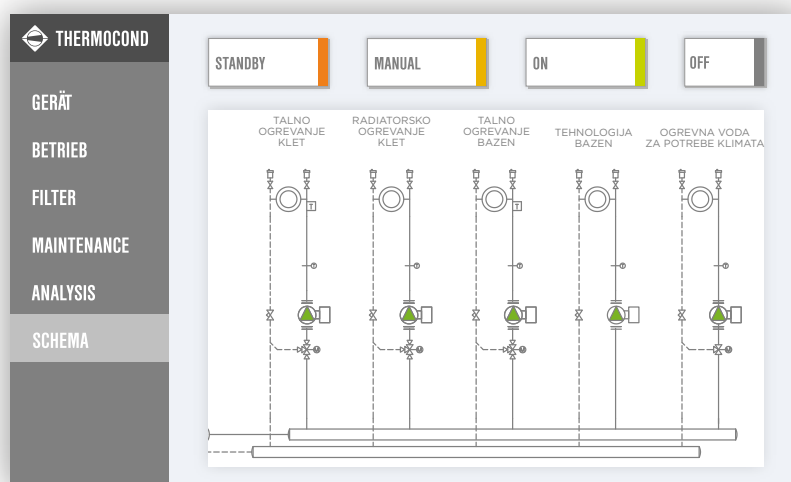 THERMOCOND
STANDBY
MANUAL
ON
OFF
GERÄT
BETRIEB
FILTER
MAINTENANCE
ANALYSIS
SCHEMA
TALNO
OGREVANJE
KLET
RADIATORSKO
OGREVANJE
KLET
TALNO
OGREVANJE
BAZEN
TEHNOLOGIJA
BAZEN
OGREVNA VODA
ZA POTREBE KLIMATA
T
T